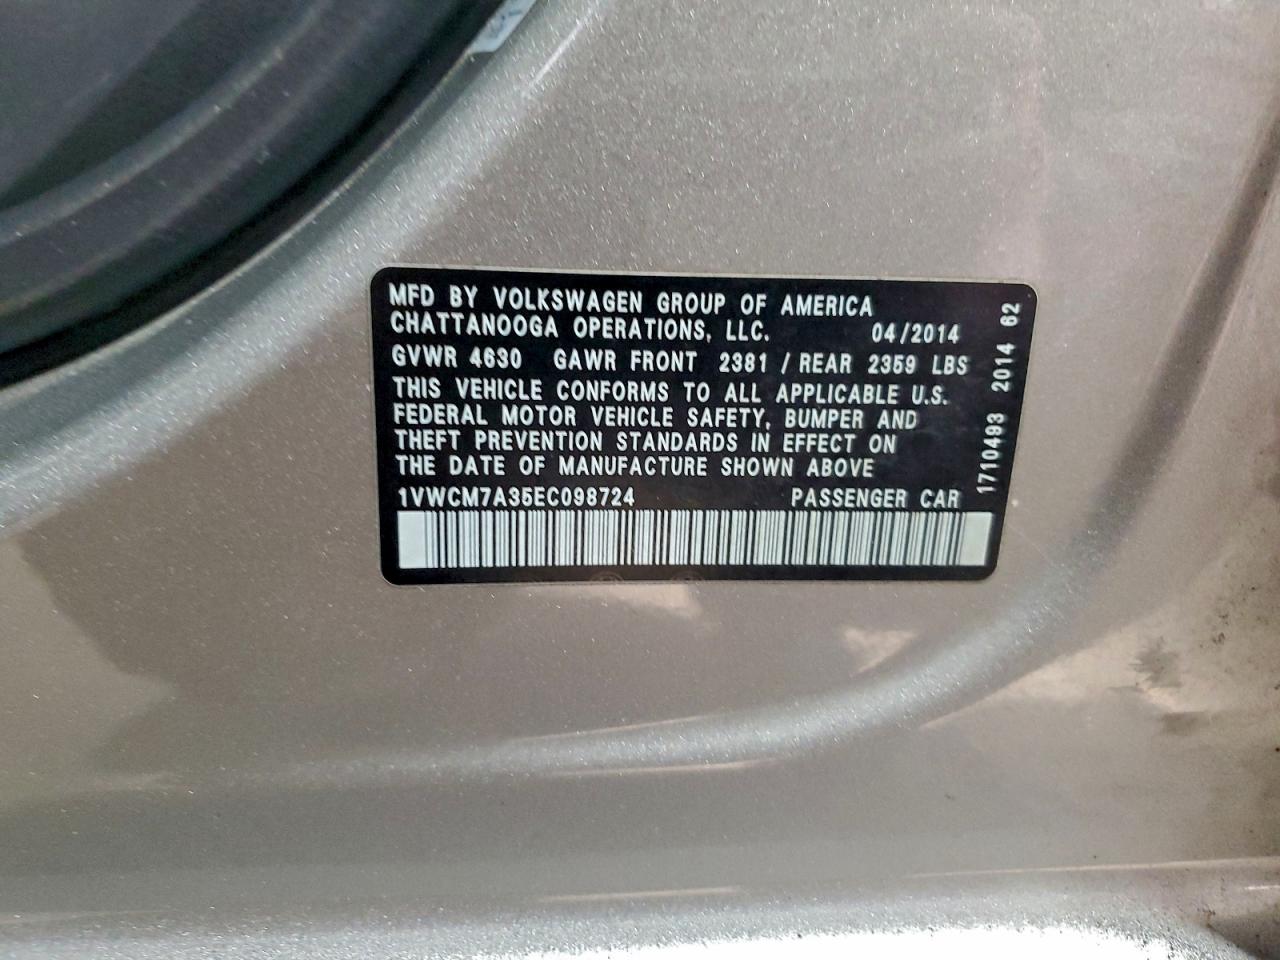 MFD BY VOLKSWAGEN GROUP OF AMERICA
CHATTANOOGA OPERATIONS, LLC. 04/2014
GVWR 4630 GAWR FRONT 2381 / REAR 2359 LBS
THIS VEHICLE CONFORMS TO ALL APPLICABLE U.S.
FEDERAL MOTOR VEHICLE SAFETY, BUMPER AND
THEFT PREVENTION STANDARDS IN EFFECT ON
THE DATE OF MANUFACTURE SHOWN ABOVE
1VWCM7A35EC098724 PASSENGER CAR
1710493 2014 62